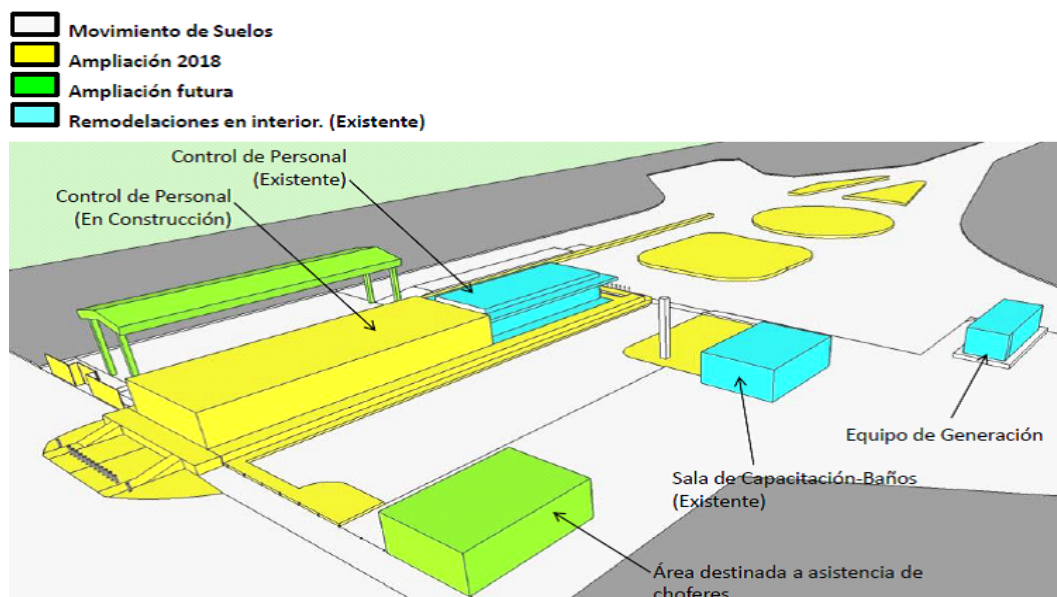 Movimiento de Suelos
Ampliación 2018
Ampliación futura
Remodelaciones en interior. (Existente)
Control de Personal
(Existente)
Control de Personal
(En Construcción)
Equipo de Generación
Sala de Capacitación-Baños
(Existente)
Área destinada a asistencia de
choferes